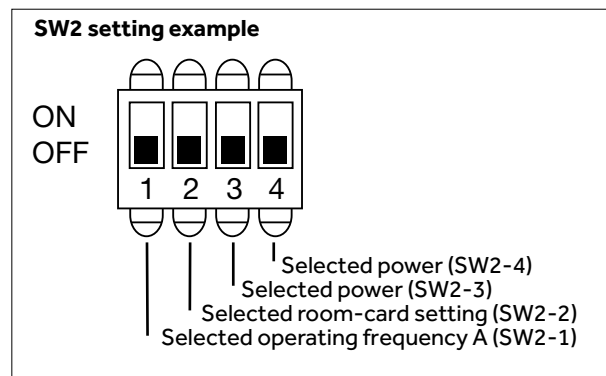 SW2 setting example
ON
OFF
1 2 3 4
Selected power (SW2-4)
Selected power (SW2-3)
Selected room-card setting (SW2-2)
Selected operating frequency A (SW2-1)